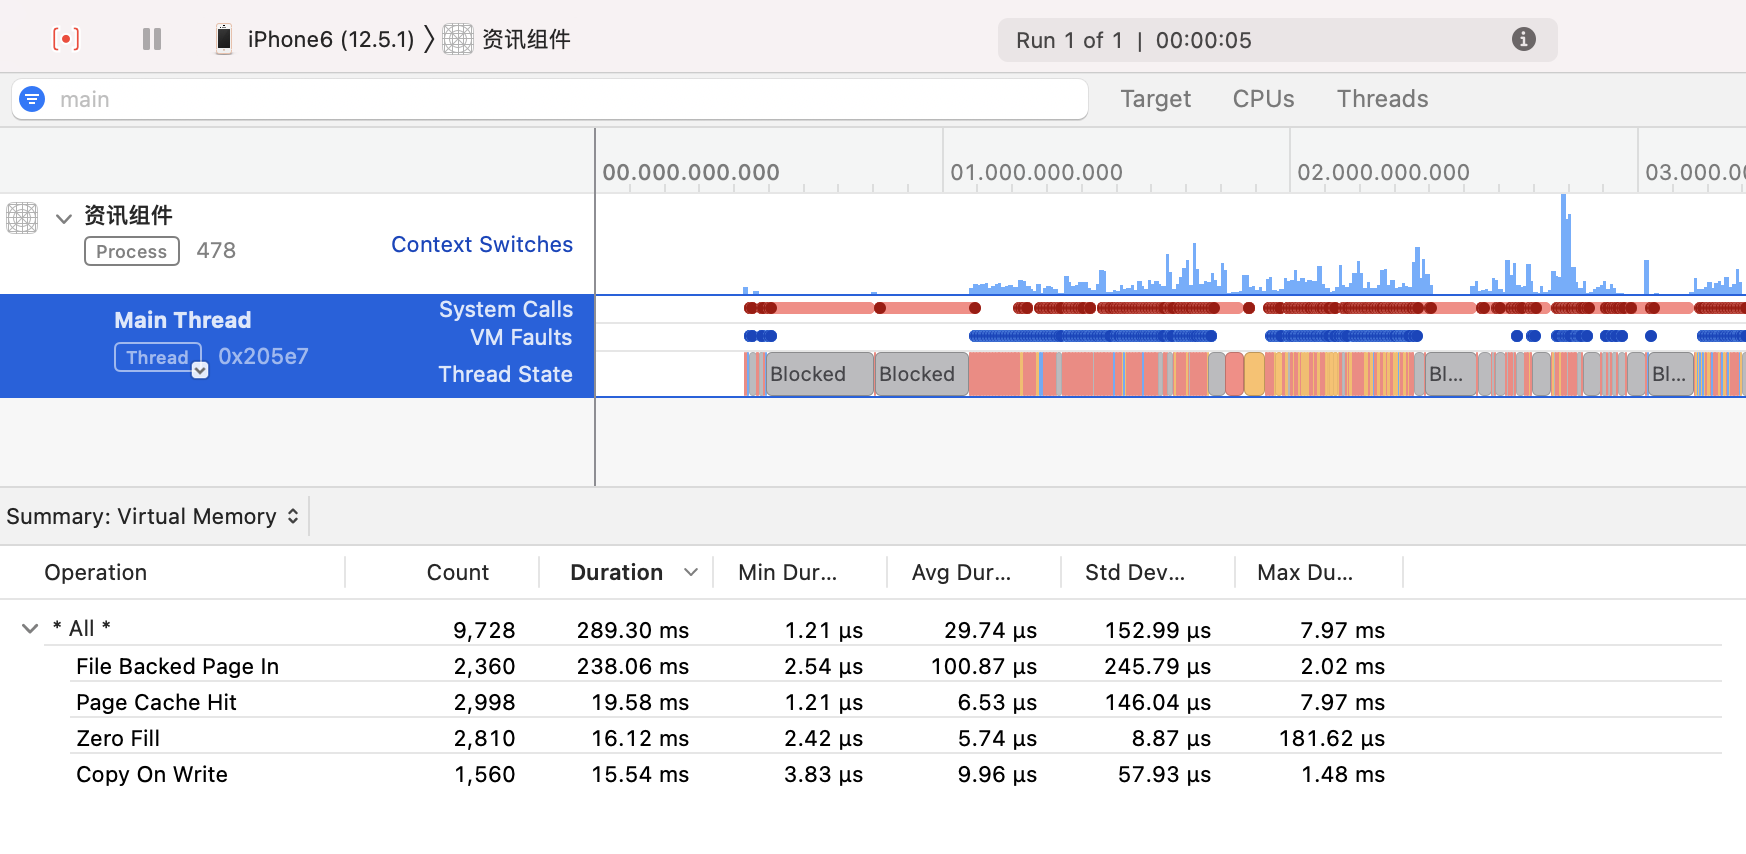 iPhone6 (12.5.1) 〉 资讯组件
Run 1 of 1 | 00:00:05
main
Target CPUs Threads
00.000.000.000 01.000.000.000 02.000.000.000 03.000.0
资讯组件
Process 478
Context Switches
Main Thread
Thread 0x205e7
System Calls
VM Faults
Thread State
Blocked Blocked Bl... Bl...
Summary: Virtual Memory
Operation Count Duration Min Dur... Avg Dur... Std Dev... Max Du...
* All * 9,728 289.30 ms 1.21 µs 29.74 µs 152.99 µs 7.97 ms
File Backed Page In 2,360 238.06 ms 2.54 µs 100.87 µs 245.79 µs 2.02 ms
Page Cache Hit 2,998 19.58 ms 1.21 µs 6.53 µs 146.04 µs 7.97 ms
Zero Fill 2,810 16.12 ms 2.42 µs 5.74 µs 8.87 µs 181.62 µs
Copy On Write 1,560 15.54 ms 3.83 µs 9.96 µs 57.93 µs 1.48 ms